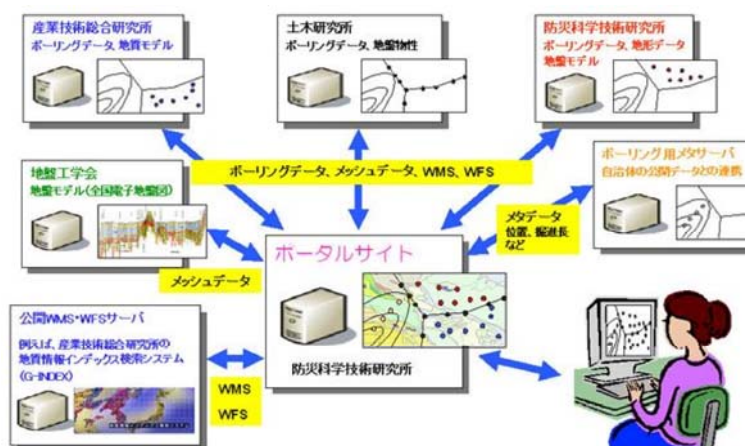 産業技術総合研究所
ボーリングデータ、地質モデル
土木研究所
ボーリングデータ、地盤物性
防災科学技術研究所
ボーリングデータ、地形データ
地盤モデル
地盤工学会
地盤モデル(全国電子地盤図)
ボーリングデータ、メッシュデータ、WMS、WFS
ボーリング用メタサーバ
自治体の公開データとの連携
メタデータ
位置、掘進長
など
メッシュデータ
ポータルサイト
防災科学技術研究所
公開WMS・WFSサーバ
例えば、産業技術総合研究所の
地質情報インデックス検索システム
(G-INDEX)
WMS
WFS